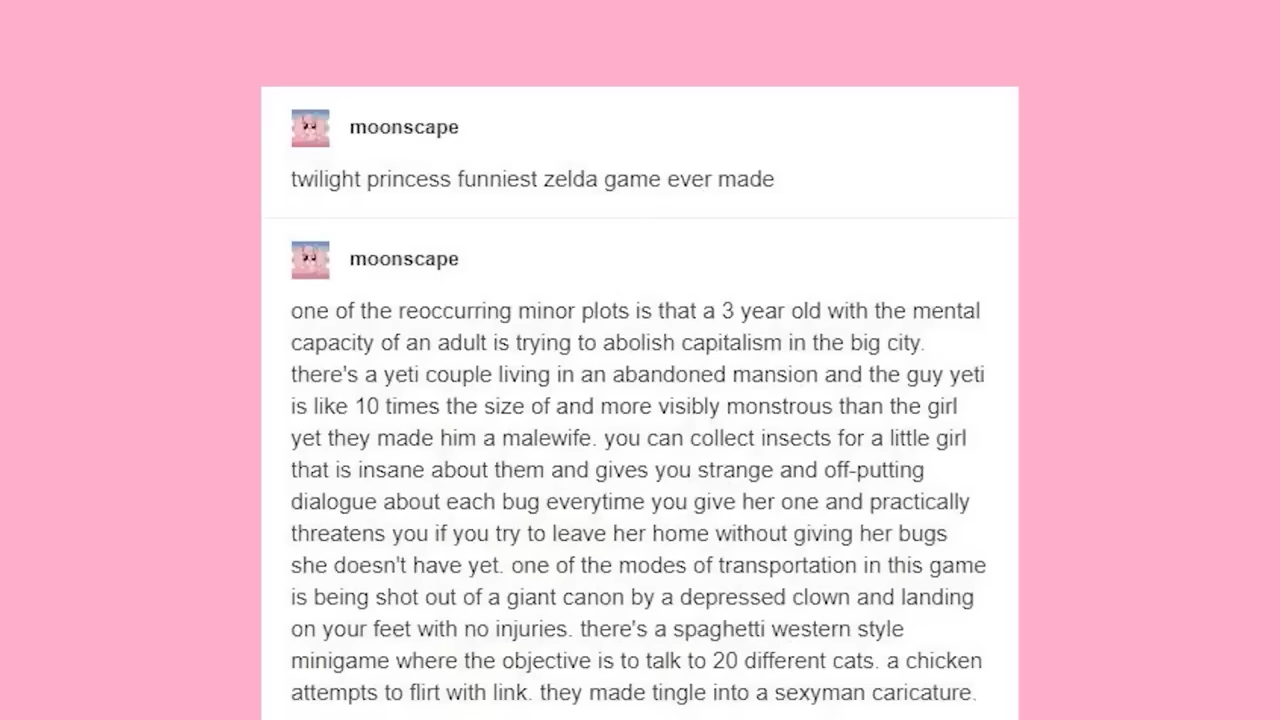 moonscape
twilight princess funniest zelda game ever made
moonscape
one of the reoccurring minor plots is that a 3 year old with the mental
capacity of an adult is trying to abolish capitalism in the big city.
there's a yeti couple living in an abandoned mansion and the guy yeti
is like 10 times the size of and more visibly monstrous than the girl
yet they made him a malewife. you can collect insects for a little girl
that is insane about them and gives you strange and off-putting
dialogue about each bug everytime you give her one and practically
threatens you if you try to leave her home without giving her bugs
she doesn't have yet. one of the modes of transportation in this game
is being shot out of a giant canon by a depressed clown and landing
on your feet with no injuries. there's a spaghetti western style
minigame where the objective is to talk to 20 different cats. a chicken
attempts to flirt with link. they made tingle into a sexyman caricature.